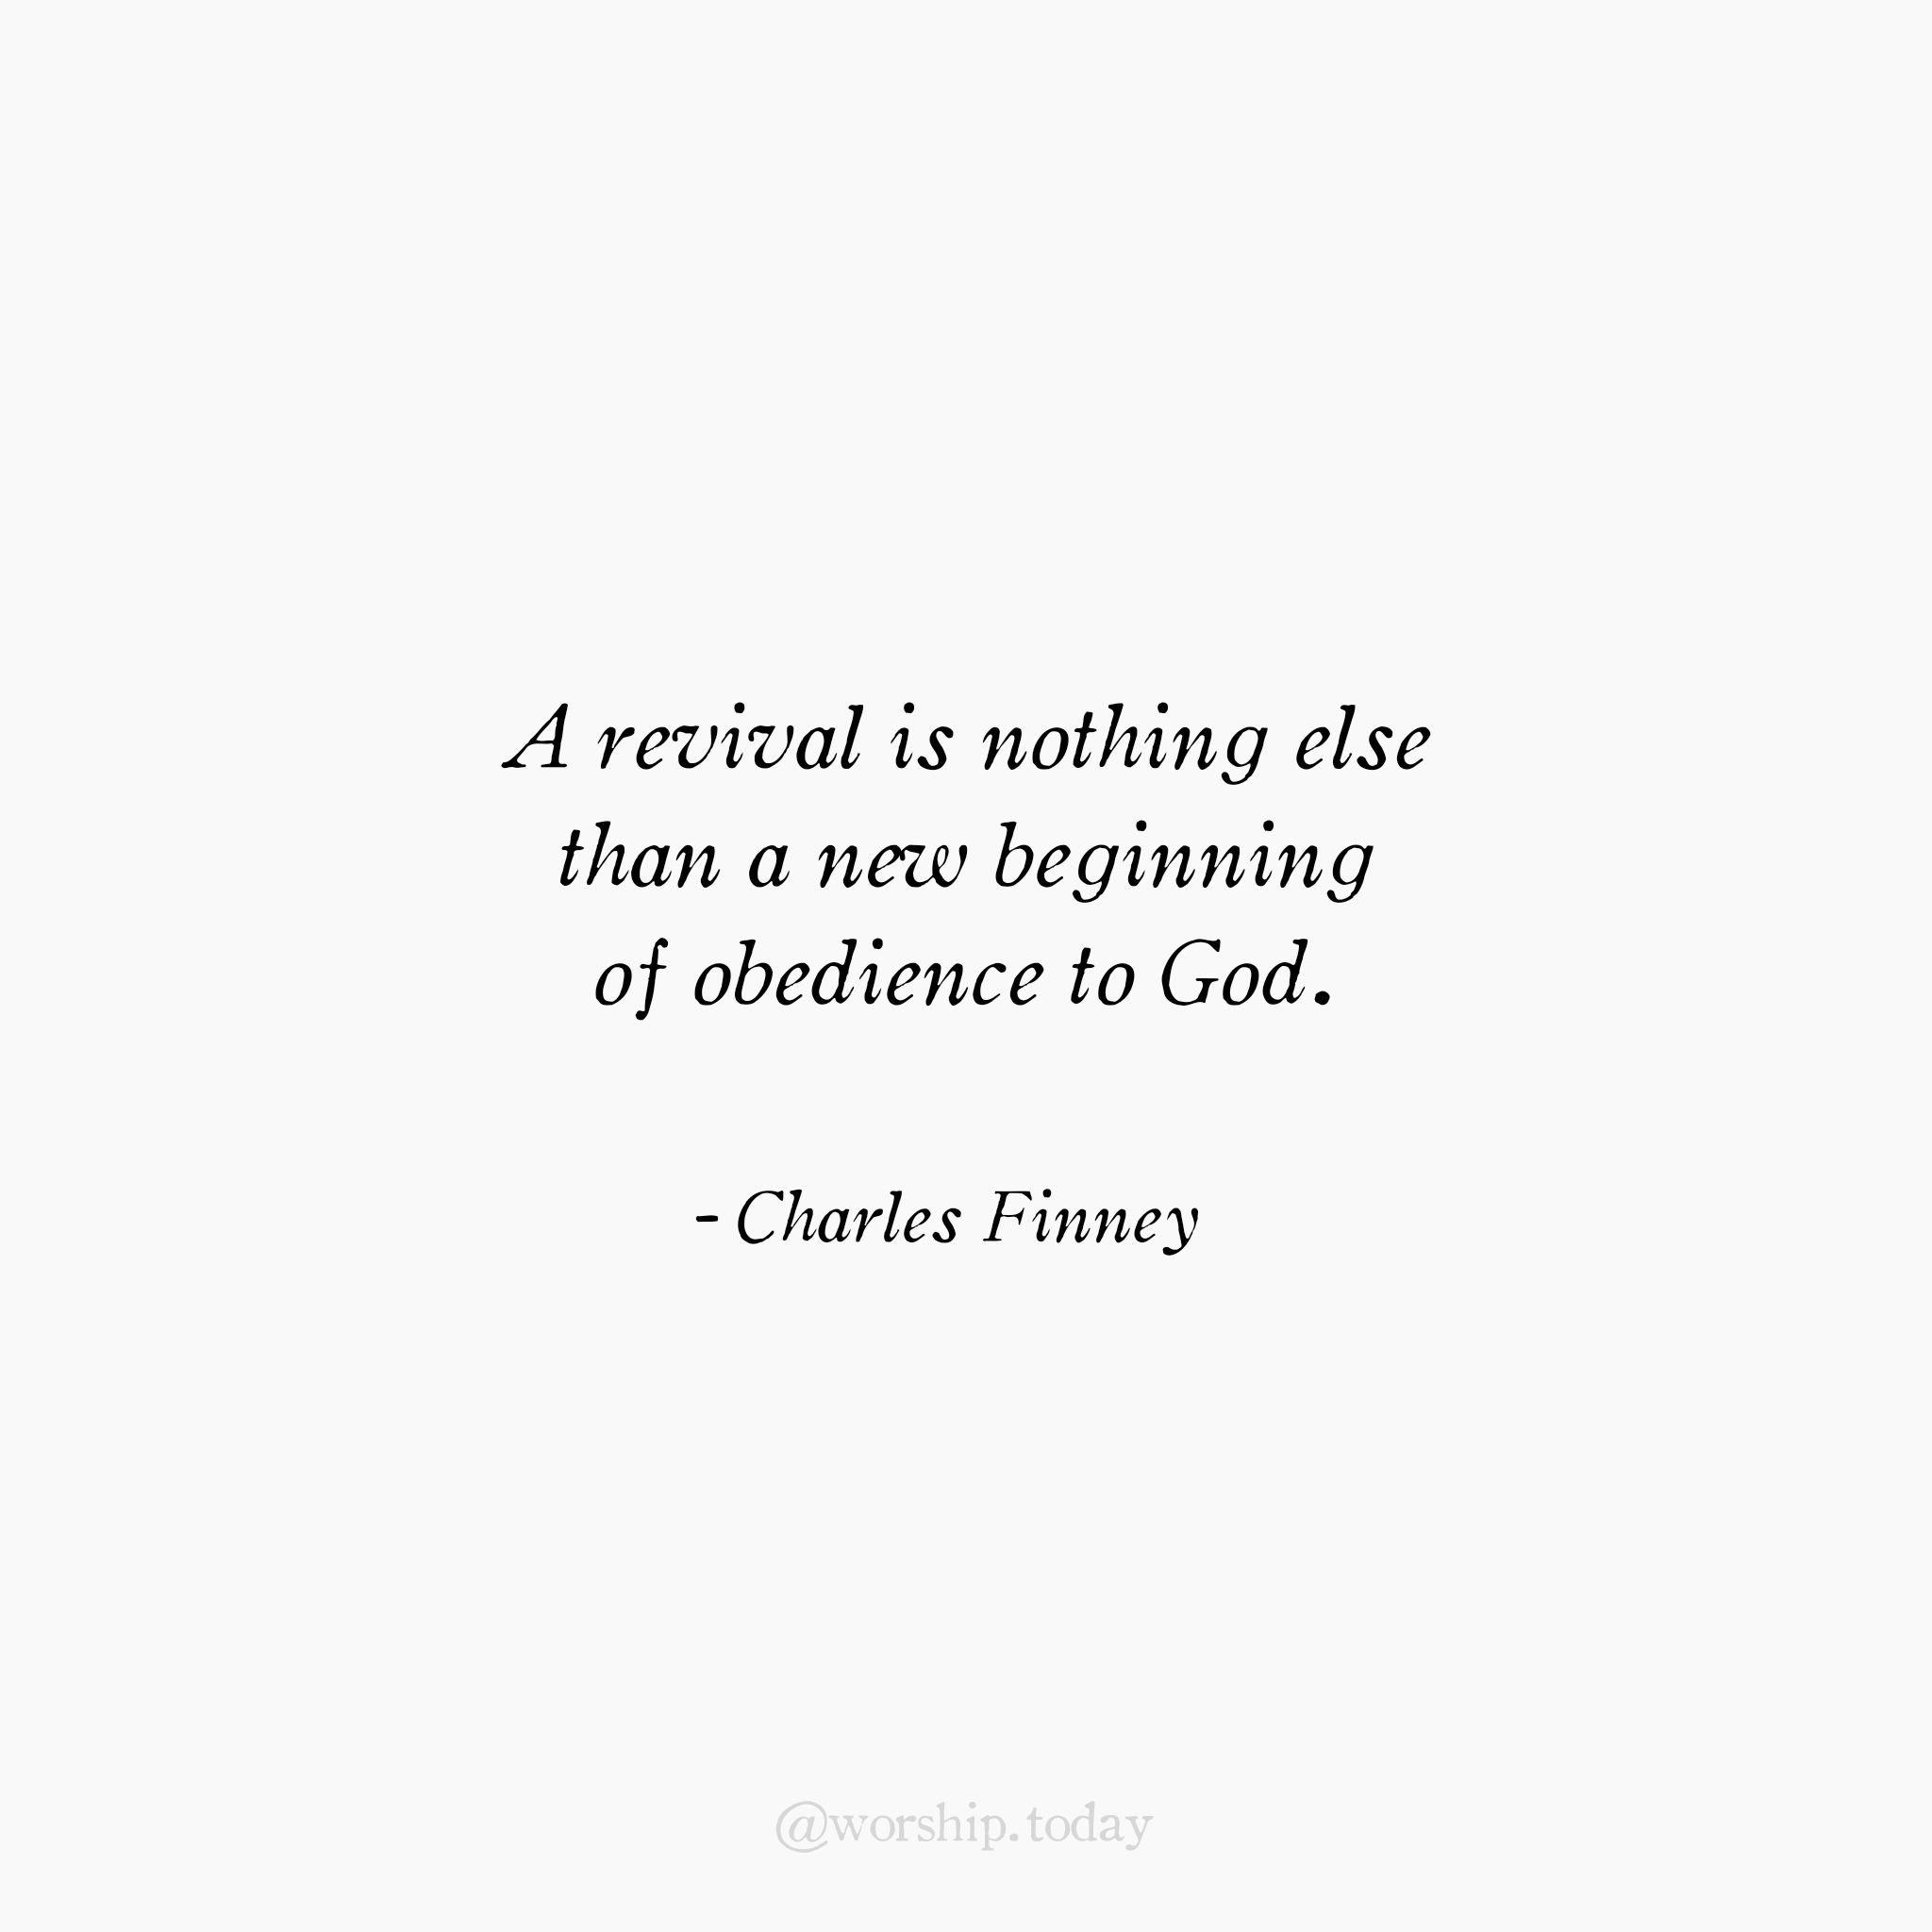 A revival is nothing else
than a new beginning
of obedience to God.
- Charles Finney
@worship.today